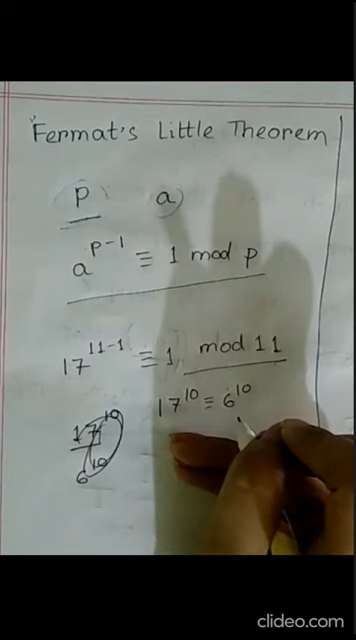 Fermat's Little Theorem
p a
a^{p-1} ≡ 1 mod p
17^{11-1} ≡ 1, mod 11
17^{10} ≡ 6^{10}
17^{10}
6^{10}
clideo.com